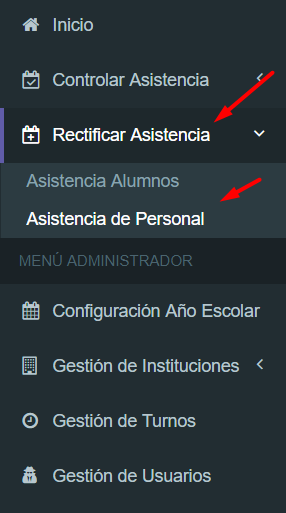 Inicio
Controlar Asistencia
Rectificar Asistencia
Asistencia Alumnos
Asistencia de Personal
MENÚ ADMINISTRADOR
Configuración Año Escolar
Gestión de Instituciones
Gestión de Turnos
Gestión de Usuarios